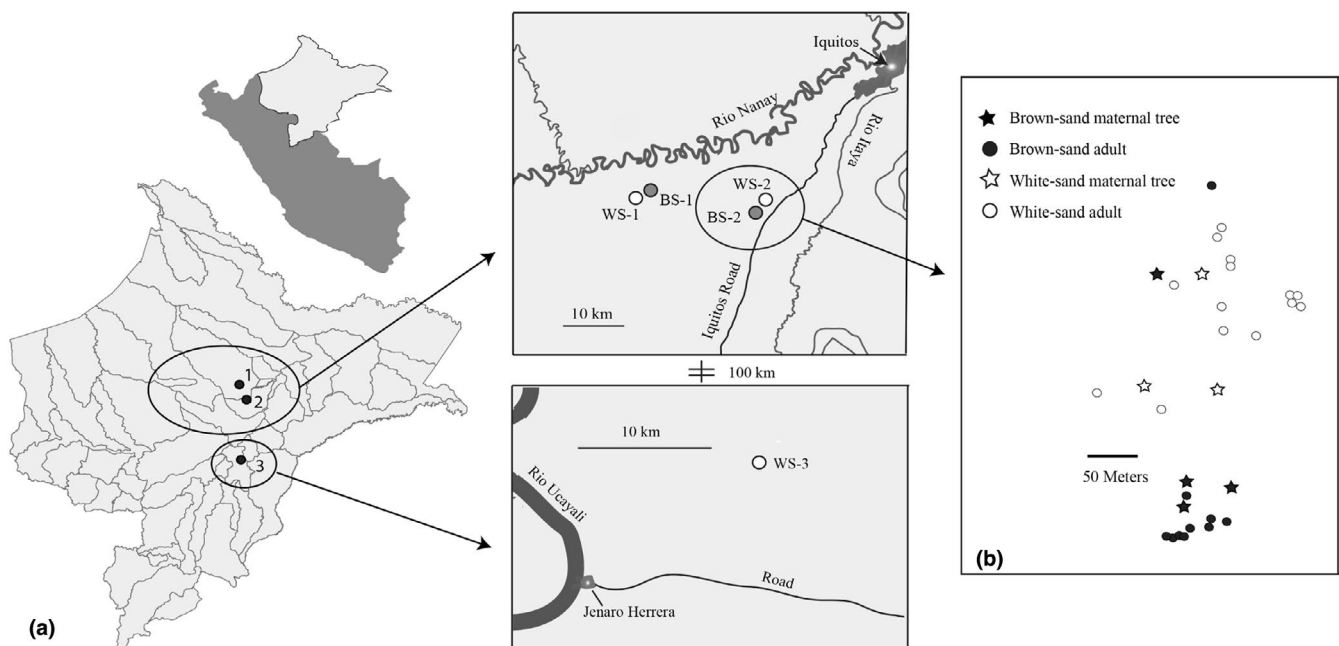 1
2
3
(a)
Iquitos
Rio Nanay
Rio Itaya
WS-1
BS-1
WS-2
BS-2
Iquitos Road
10 km
100 km
10 km
WS-3
Rio Ucayali
Road
Jenaro Herrera
Brown-sand maternal tree
Brown-sand adult
White-sand maternal tree
White-sand adult
50 Meters
(b)